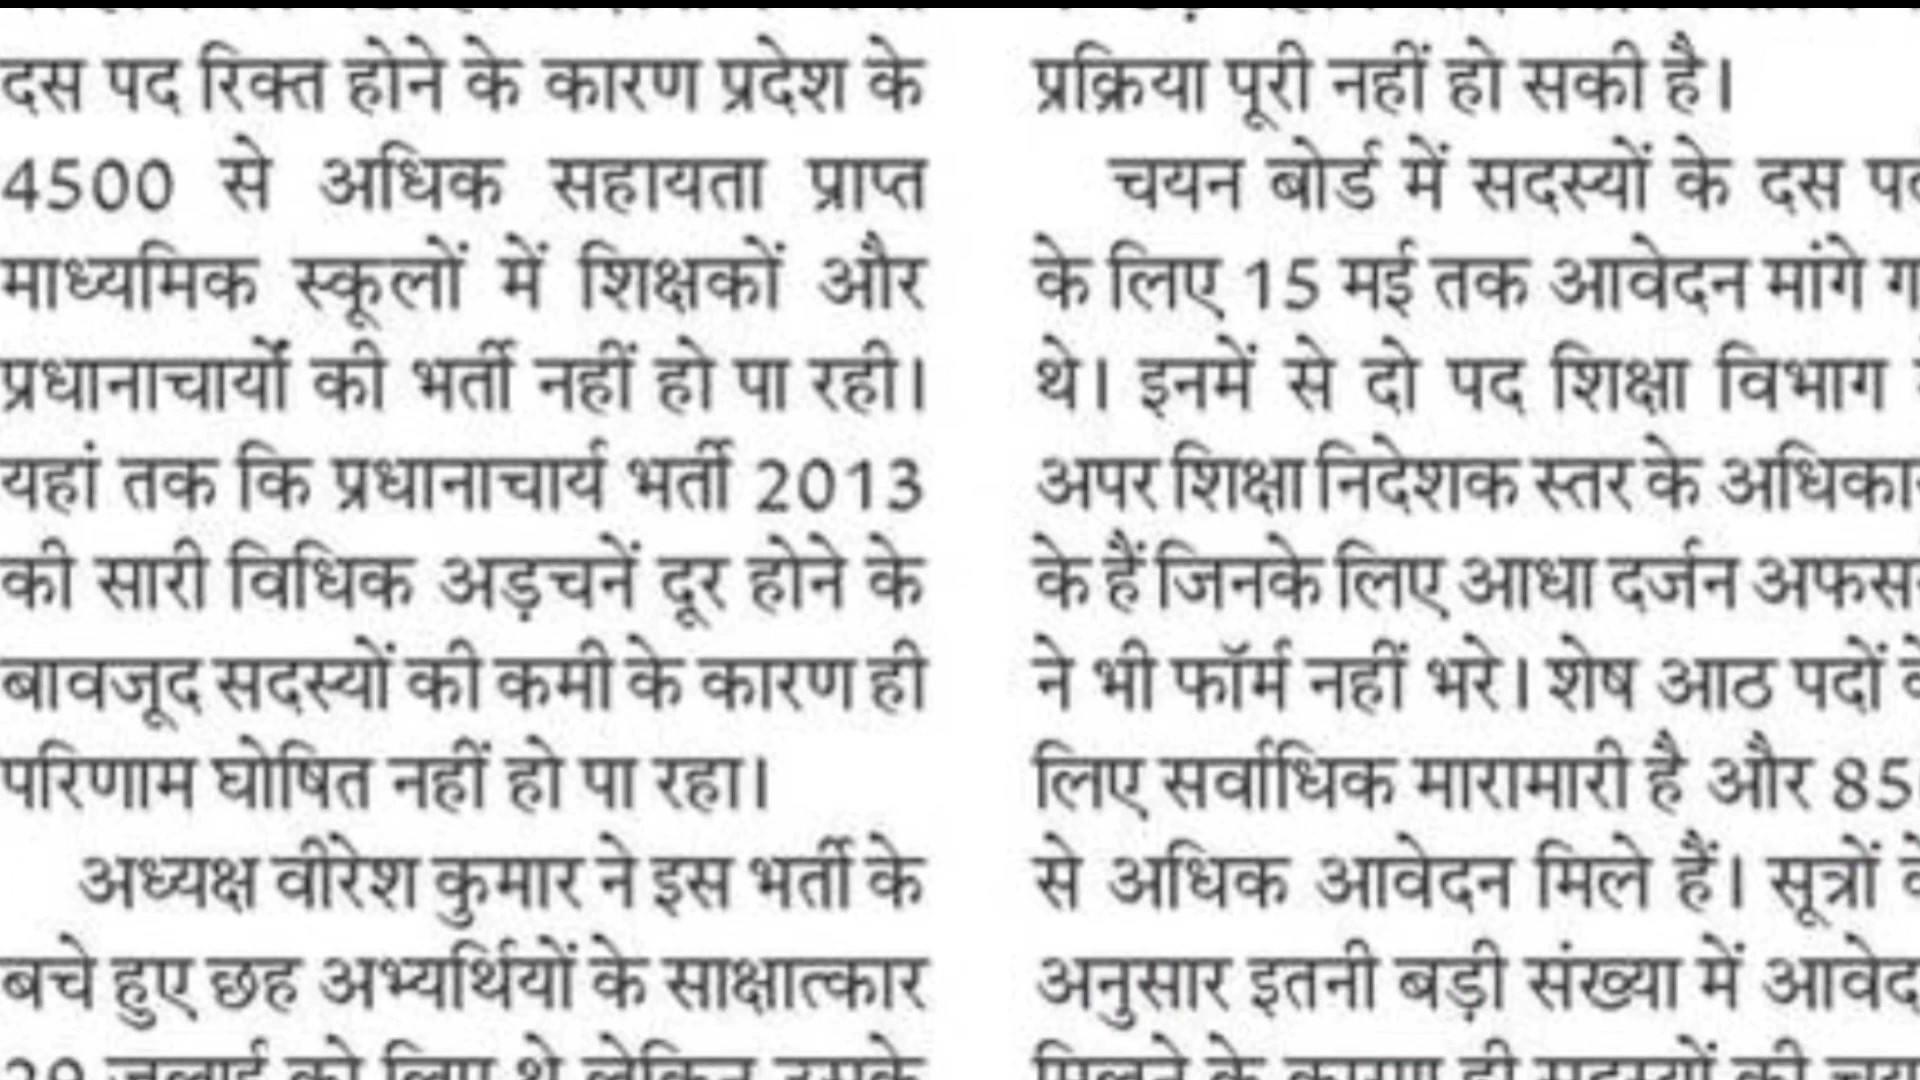 दस पद रिक्त होने के कारण प्रदेश के
4500 से अधिक सहायता प्राप्त
माध्यमिक स्कूलों में शिक्षकों और
प्रधानाचार्यों की भर्ती नहीं हो पा रही।
यहां तक कि प्रधानाचार्य भर्ती 2013
की सारी विधिक अड़चनें दूर होने के
बावजूद सदस्यों की कमी के कारण ही
परिणाम घोषित नहीं हो पा रहा।
अध्यक्ष वीरेश कुमार ने इस भर्ती के
बचे हुए छह अभ्यर्थियों के साक्षात्कार
प्रक्रिया पूरी नहीं हो सकी है।
चयन बोर्ड में सदस्यों के दस
के लिए 15 मई तक आवेदन मांगे
थे। इनमें से दो पद शिक्षा विभाग
अपर शिक्षा निदेशक स्तर के
के हैं जिनके लिए आधा दर्जन
ने भी फॉर्म नहीं भरे। शेष आठ पदों
लिए सर्वाधिक मारामारी है और
से अधिक आवेदन मिले हैं। सूत्रों
अनुसार इतनी बड़ी संख्या में